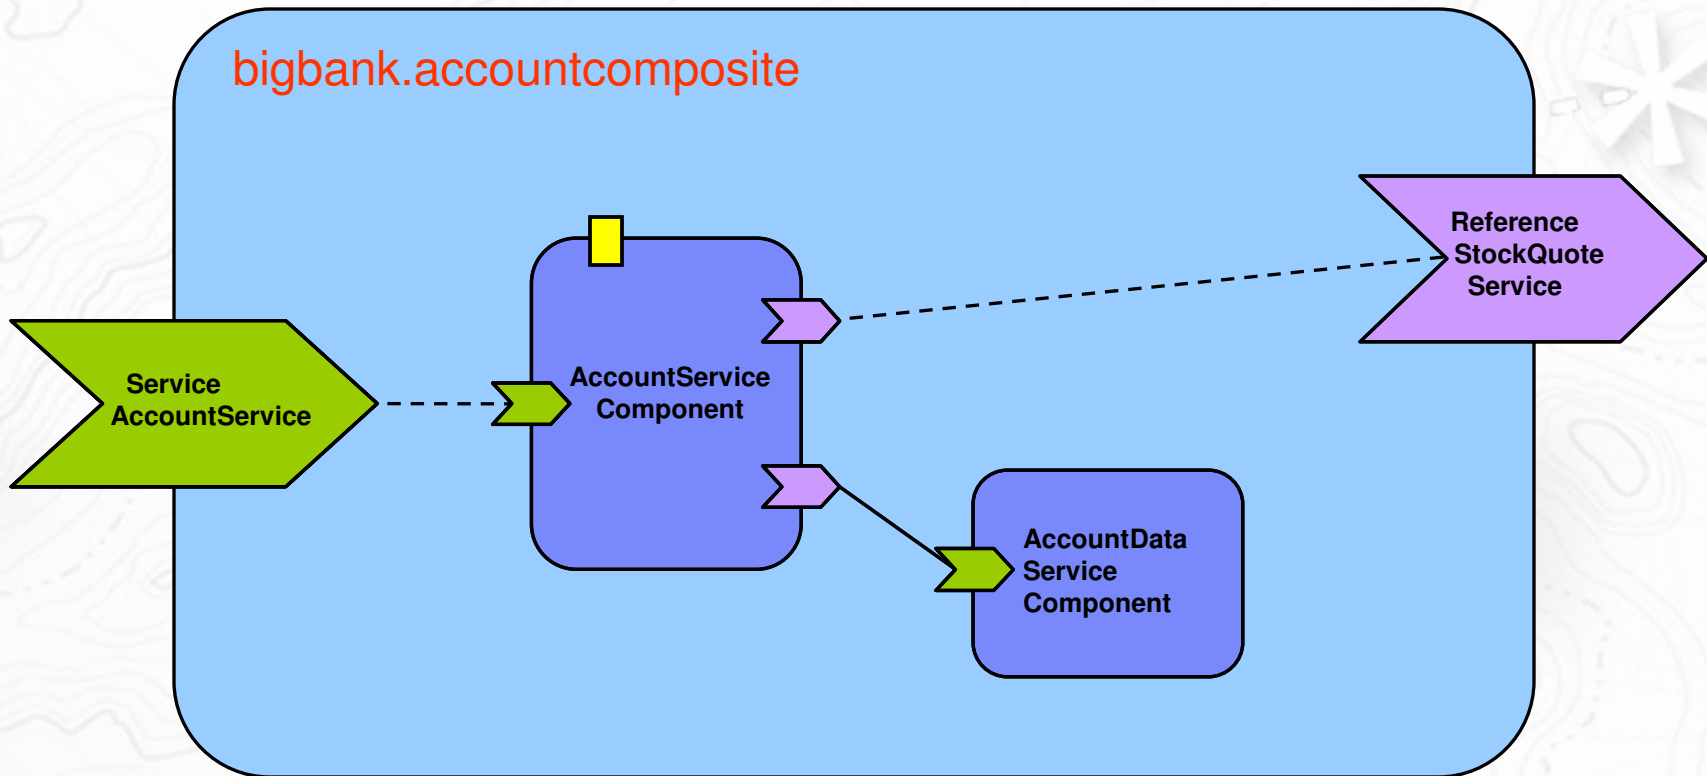 bigbank.accountcomposite
Reference
StockQuote
Service
Service
AccountService
AccountService
Component
AccountData
Service
Component